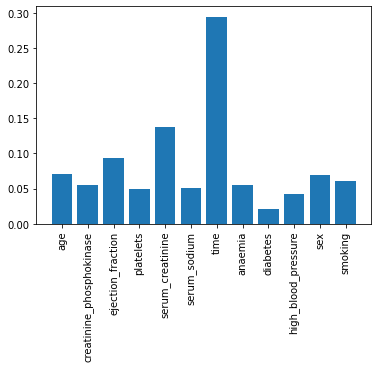 0.30
0.25
0.20
0.15
0.10
0.05
0.00
age
creatinine_phosphokinase
ejection_fraction
platelets
serum_creatinine
serum_sodium
time
anaemia
diabetes
high_blood_pressure
sex
smoking